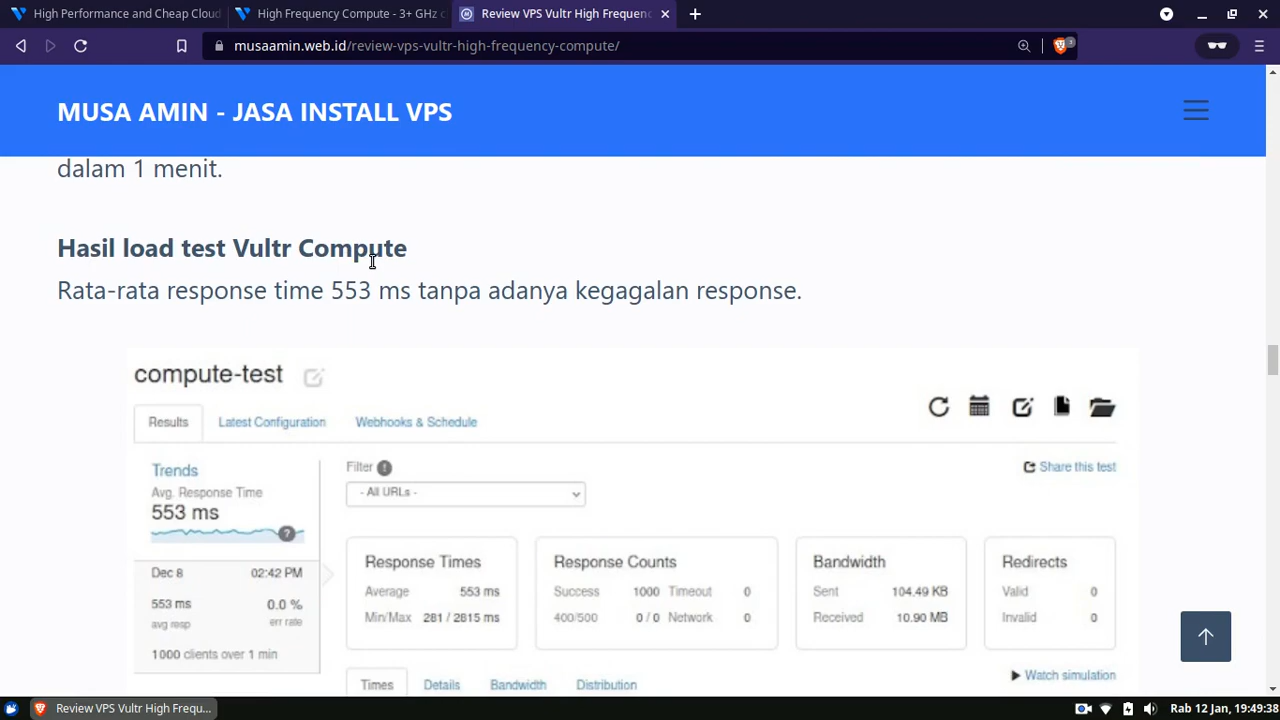 High Performance and Cheap Cloud
High Frequency Compute - 3+ GHz c
Review VPS Vultr High Frequen
musaamin.web.id/review-vps-vultr-high-frequency-compute/
3
MUSA AMIN - JASA INSTALL VPS
dalam 1 menit.
Hasil load test Vultr Compute
Rata-rata response time 553 ms tanpa adanya kegagalan response.
compute-test
Results Latest Configuration Webhooks & Schedule
Trends
Avg. Response Time
553 ms
?
Dec 8 02:42 PM
553 ms 0.0 %
avg resp err rate
1000 clients over 1 min
Filter !
- All URLs -
Share this test
Response Times
Average 553 ms
Min/Max 281 / 2815 ms
Response Counts
Success 1000 Timeout 0
400/500 0 / 0 Network 0
Bandwidth
Sent 104.49 KB
Received 10.90 MB
Redirects
Valid 0
Invalid 0
Watch simulation
Times Details Bandwidth Distribution
Review VPS Vultr High Frequ...
Rab 12 Jan, 19:49:38